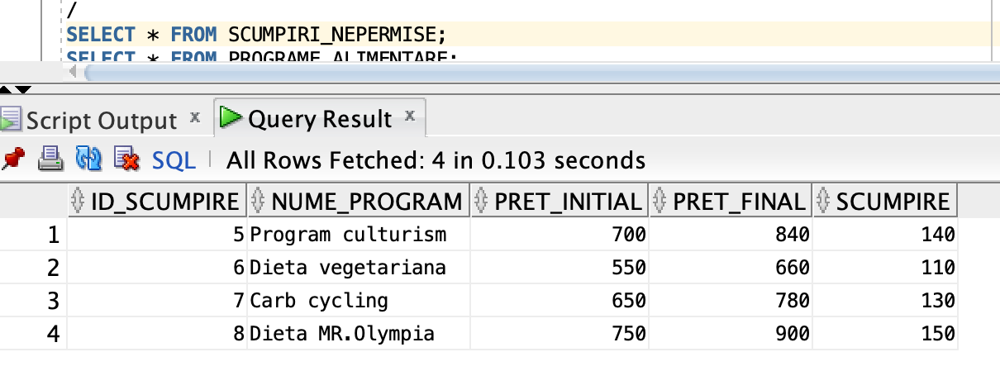 /
SELECT * FROM SCUMPIRI_NEPERMISE;
SELECT * FROM PROGRAME_ALIMENTARE;
Script Output x Query Result x
SQL All Rows Fetched: 4 in 0.103 seconds
ID_SCUMPIRE NUME_PROGRAM PRET_INITIAL PRET_FINAL SCUMPIRE
1 5 Program culturism 700 840 140
2 6 Dieta vegetariana 550 660 110
3 7 Carb cycling 650 780 130
4 8 Dieta MR.Olympia 750 900 150